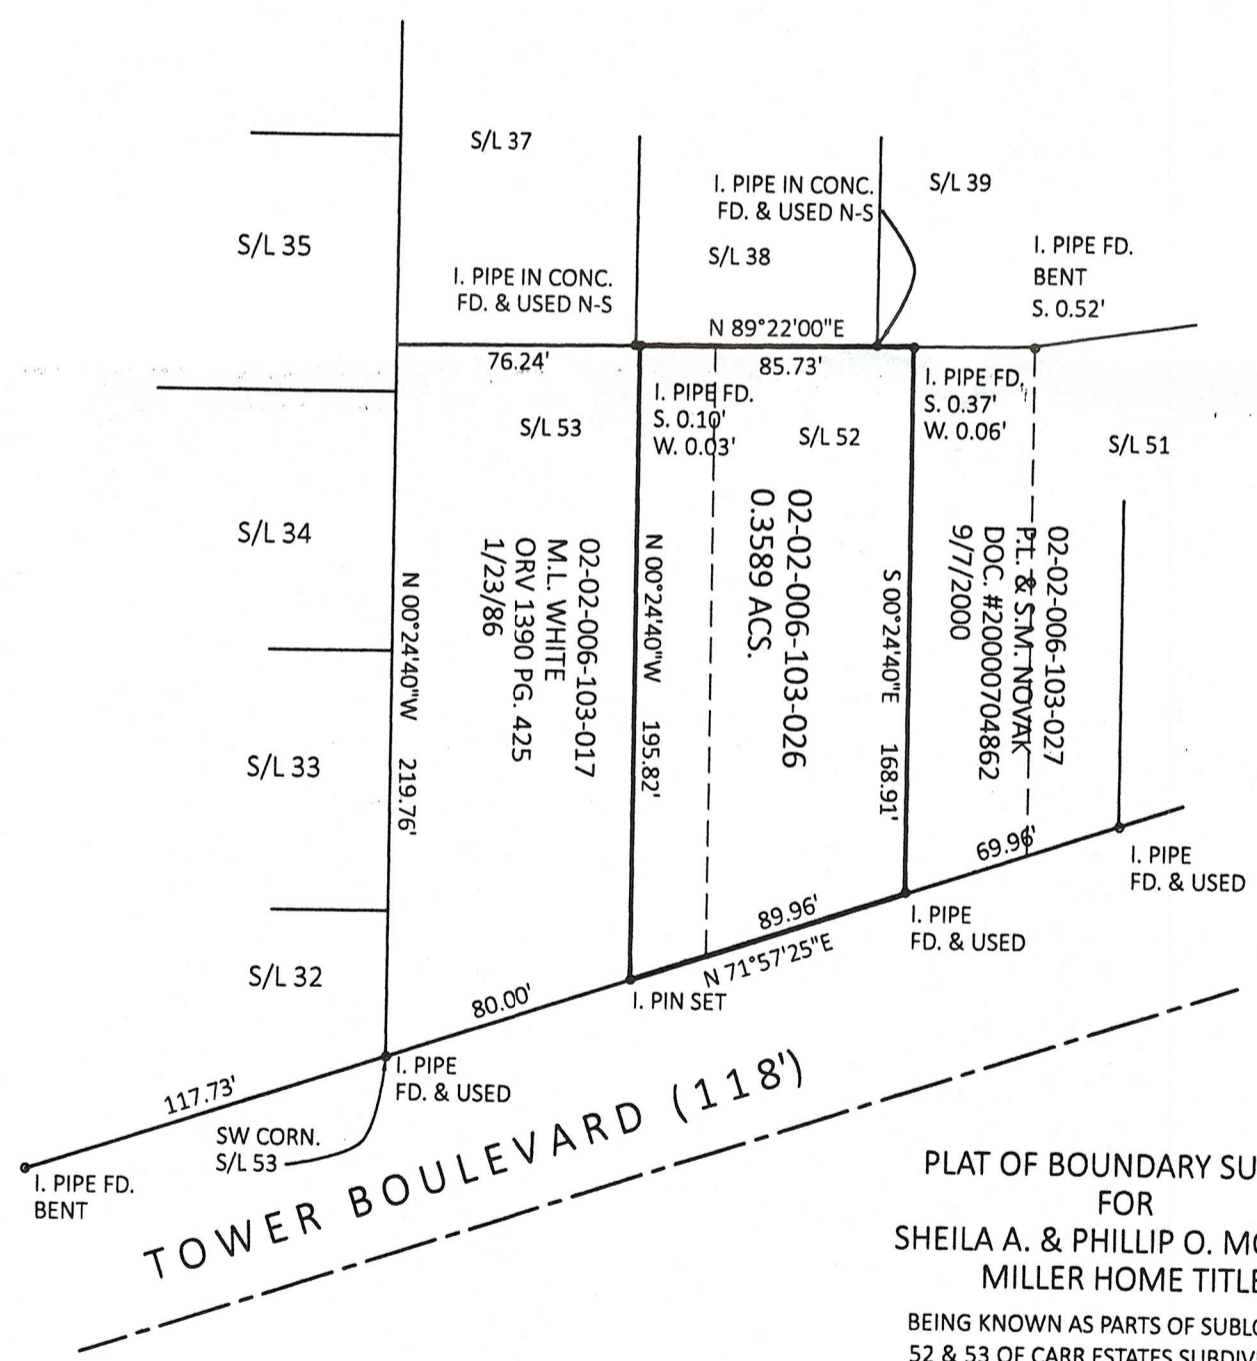 S/L 37
I. PIPE IN CONC.
FD. & USED N-S
S/L 39
S/L 35
S/L 38
I. PIPE FD.
BENT
S. 0.52'
I. PIPE IN CONC.
FD. & USED N-S
N 89°22'00"E
76.24'
85.73'
I. PIPE FD.
S. 0.10'
W. 0.03'
I. PIPE FD.
S. 0.37'
W. 0.06'
S/L 53
S/L 52
S/L 51
S/L 34
N 00°24'40"W 219.76'
02-02-006-103-017
M.L. WHITE
ORV 1390 PG. 425
1/23/86
N 00°24'40"W 195.82'
02-02-006-103-026
0.3589 ACS.
S 00°24'40"E 168.91'
02-02-006-103-027
P.L. & S.M. NOVAK
DOC. #20000704862
9/7/2000
S/L 33
69.96'
I. PIPE
FD. & USED
89.96'
N 71°57'25"E
I. PIPE
FD. & USED
S/L 32
80.00'
I. PIN SET
I. PIPE
FD. & USED
117.73'
SW CORN.
S/L 53
I. PIPE FD.
BENT
TOWER BOULEVARD (118')
PLAT OF BOUNDARY SU
FOR
SHEILA A. & PHILLIP O. M
MILLER HOME TITLE
BEING KNOWN AS PARTS OF SUBL
52 & 53 OF CARR ESTATES SUBDIV